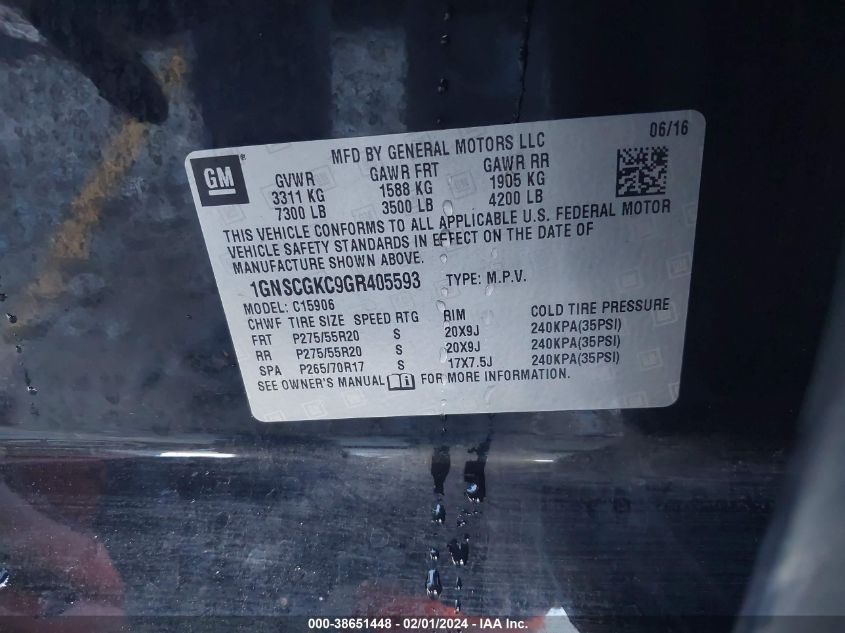 06/16
GM®
MFD BY GENERAL MOTORS LLC
GVWR GAWR FRT GAWR RR
3311 KG 1588 KG 1905 KG
7300 LB 3500 LB 4200 LB
THIS VEHICLE CONFORMS TO ALL APPLICABLE U.S. FEDERAL MOTOR
VEHICLE SAFETY STANDARDS IN EFFECT ON THE DATE OF
MANUFACTURE SHOWN ABOVE.
1GNSCGKC9GR405593 TYPE: M.P.V.
MODEL: C15906
CHWF TIRE SIZE SPEED RTG RIM COLD TIRE PRESSURE
FRT P275/55R20 S 20X9J 240KPA(35PSI)
RR P275/55R20 S 20X9J 240KPA(35PSI)
SPA P265/70R17 S 17X7.5J 240KPA(35PSI)
SEE OWNER'S MANUAL FOR MORE INFORMATION.
000-38651448 - 02/01/2024 - IAA Inc.